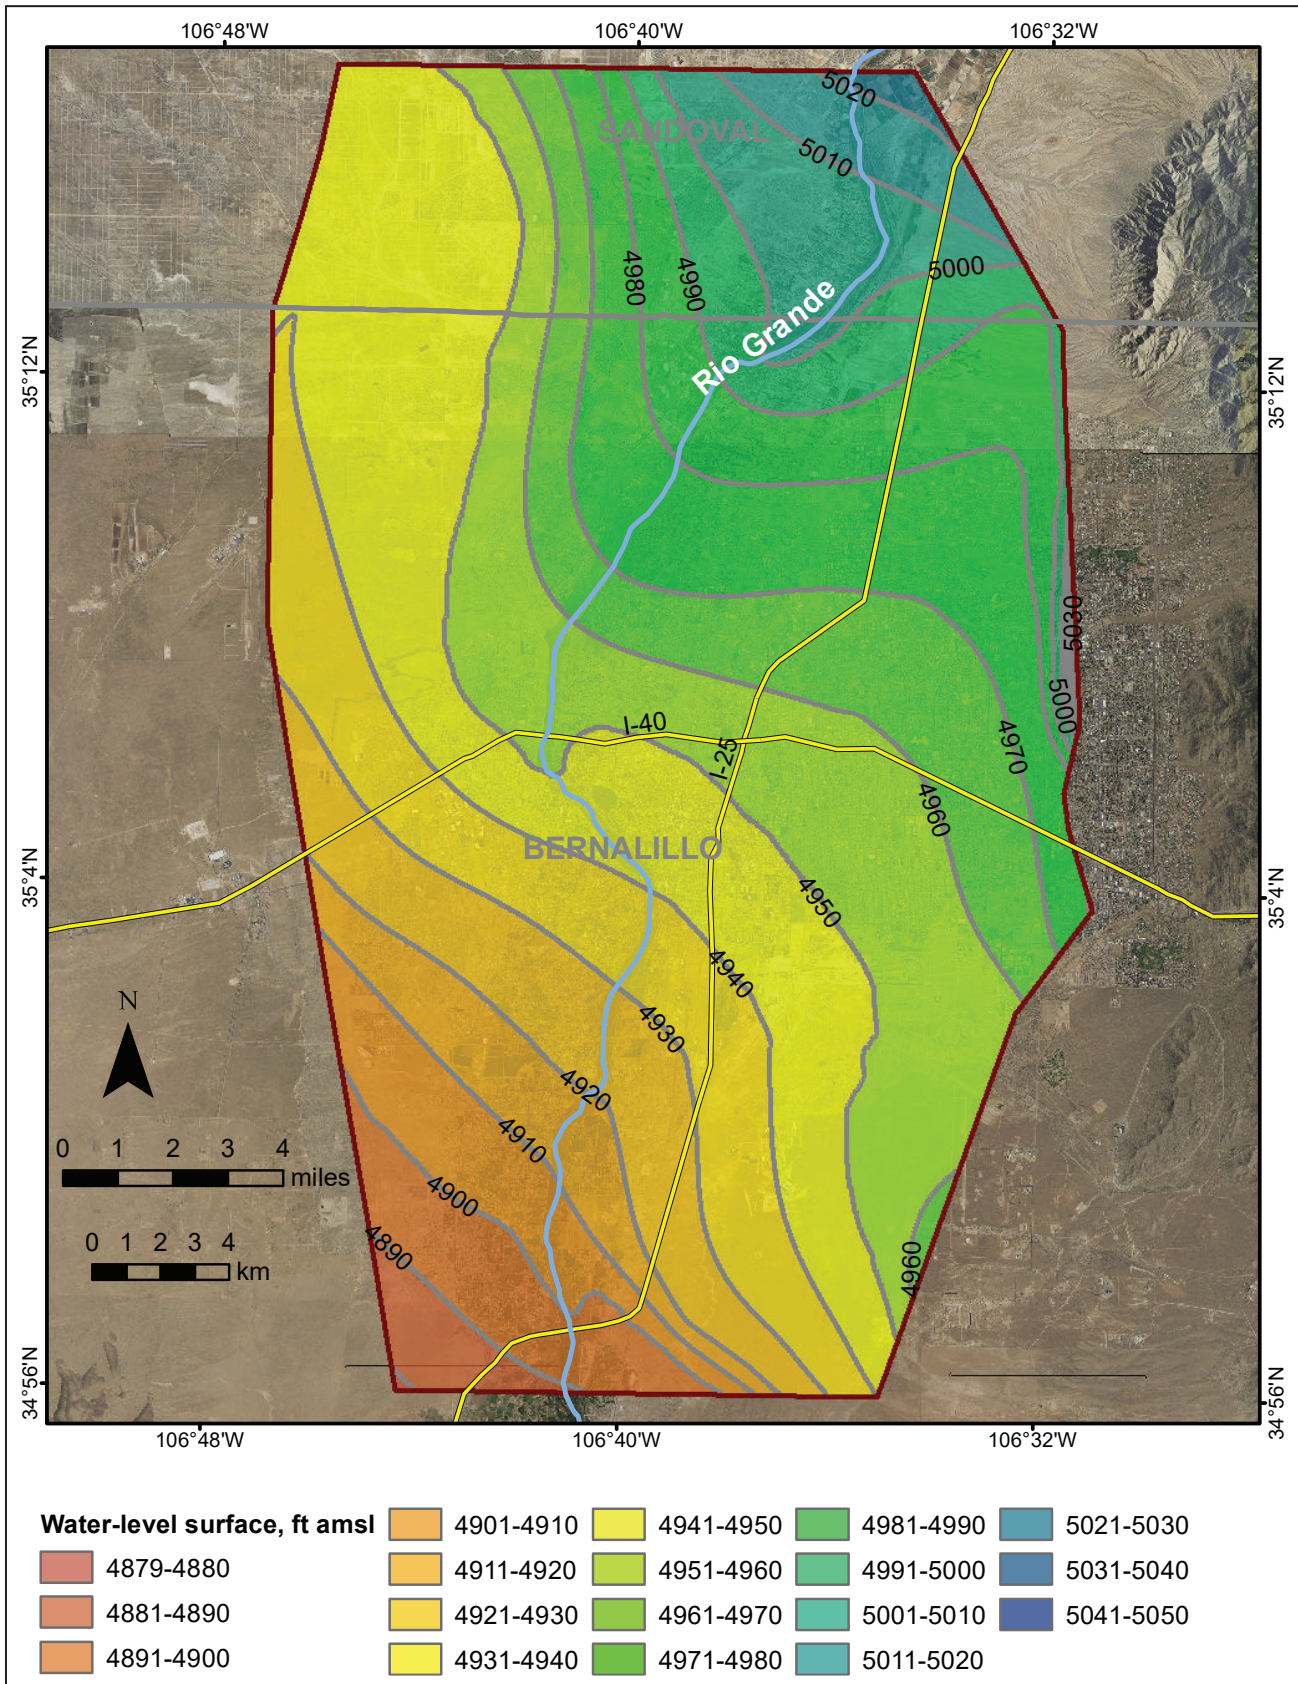 106°48'W
106°40'W
106°32'W
5020
SANDOVAL
5010
4980
4990
5000
Rio Grande
35°12'N
35°12'N
5030
5000
I-40
I-25
4970
4960
BERNALILLO
35°4'N
35°4'N
4950
4940
N
4930
4920
4910
0 1 2 3 4
miles
4900
4890
0 1 2 3 4
km
4960
34°56'N
34°56'N
106°48'W
106°40'W
106°32'W
Water-level surface, ft amsl
4879-4880
4881-4890
4891-4900
4901-4910
4911-4920
4921-4930
4931-4940
4941-4950
4951-4960
4961-4970
4971-4980
4981-4990
4991-5000
5001-5010
5011-5020
5021-5030
5031-5040
5041-5050